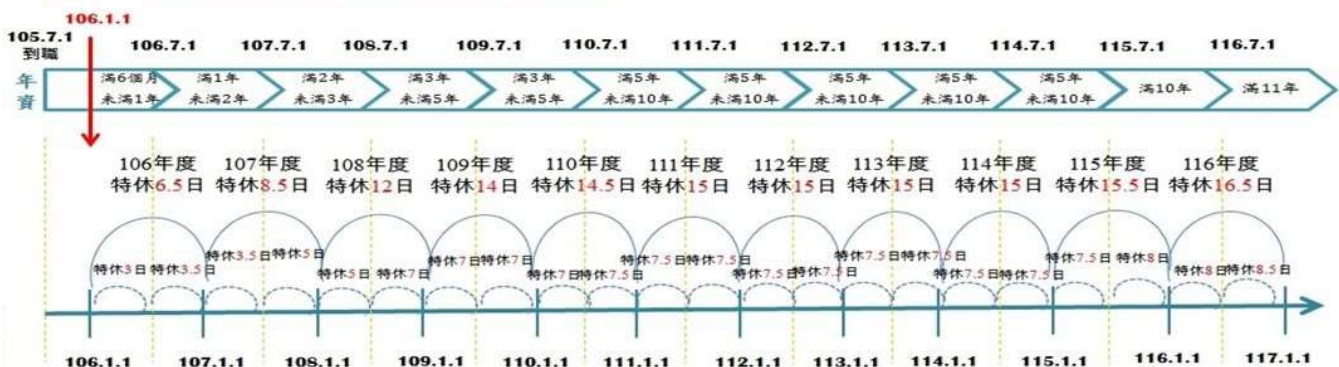 106.1.1
105.7.1 106.7.1 107.7.1 108.7.1 109.7.1 110.7.1 111.7.1 112.7.1 113.7.1 114.7.1 115.7.1 116.7.1
到職
年資
滿6個月 滿1年 滿2年 滿3年 滿3年 滿5年 滿5年 滿5年 滿5年 滿5年 滿10年 滿11年
未滿1年 未滿2年 未滿3年 未滿5年 未滿5年 未滿10年 未滿10年 未滿10年 未滿10年 未滿10年
106年度 107年度 108年度 109年度 110年度 111年度 112年度 113年度 114年度 115年度 116年度
特休6.5日 特休8.5日 特休12日 特休14日 特休14.5日 特休15日 特休15日 特休15日 特休15日 特休15.5日 特休16.5日
特休3日 特休3.5日 特休3.5日 特休5日 特休5日 特休7日 特休7日 特休7日 特休7日 特休7.5日 特休7.5日 特休7.5日 特休7.5日 特休7.5日 特休7.5日 特休7.5日 特休7.5日 特休7.5日 特休7.5日 特休8日 特休8日 特休8.5日
106.1.1 107.1.1 108.1.1 109.1.1 110.1.1 111.1.1 112.1.1 113.1.1 114.1.1 115.1.1 116.1.1 117.1.1